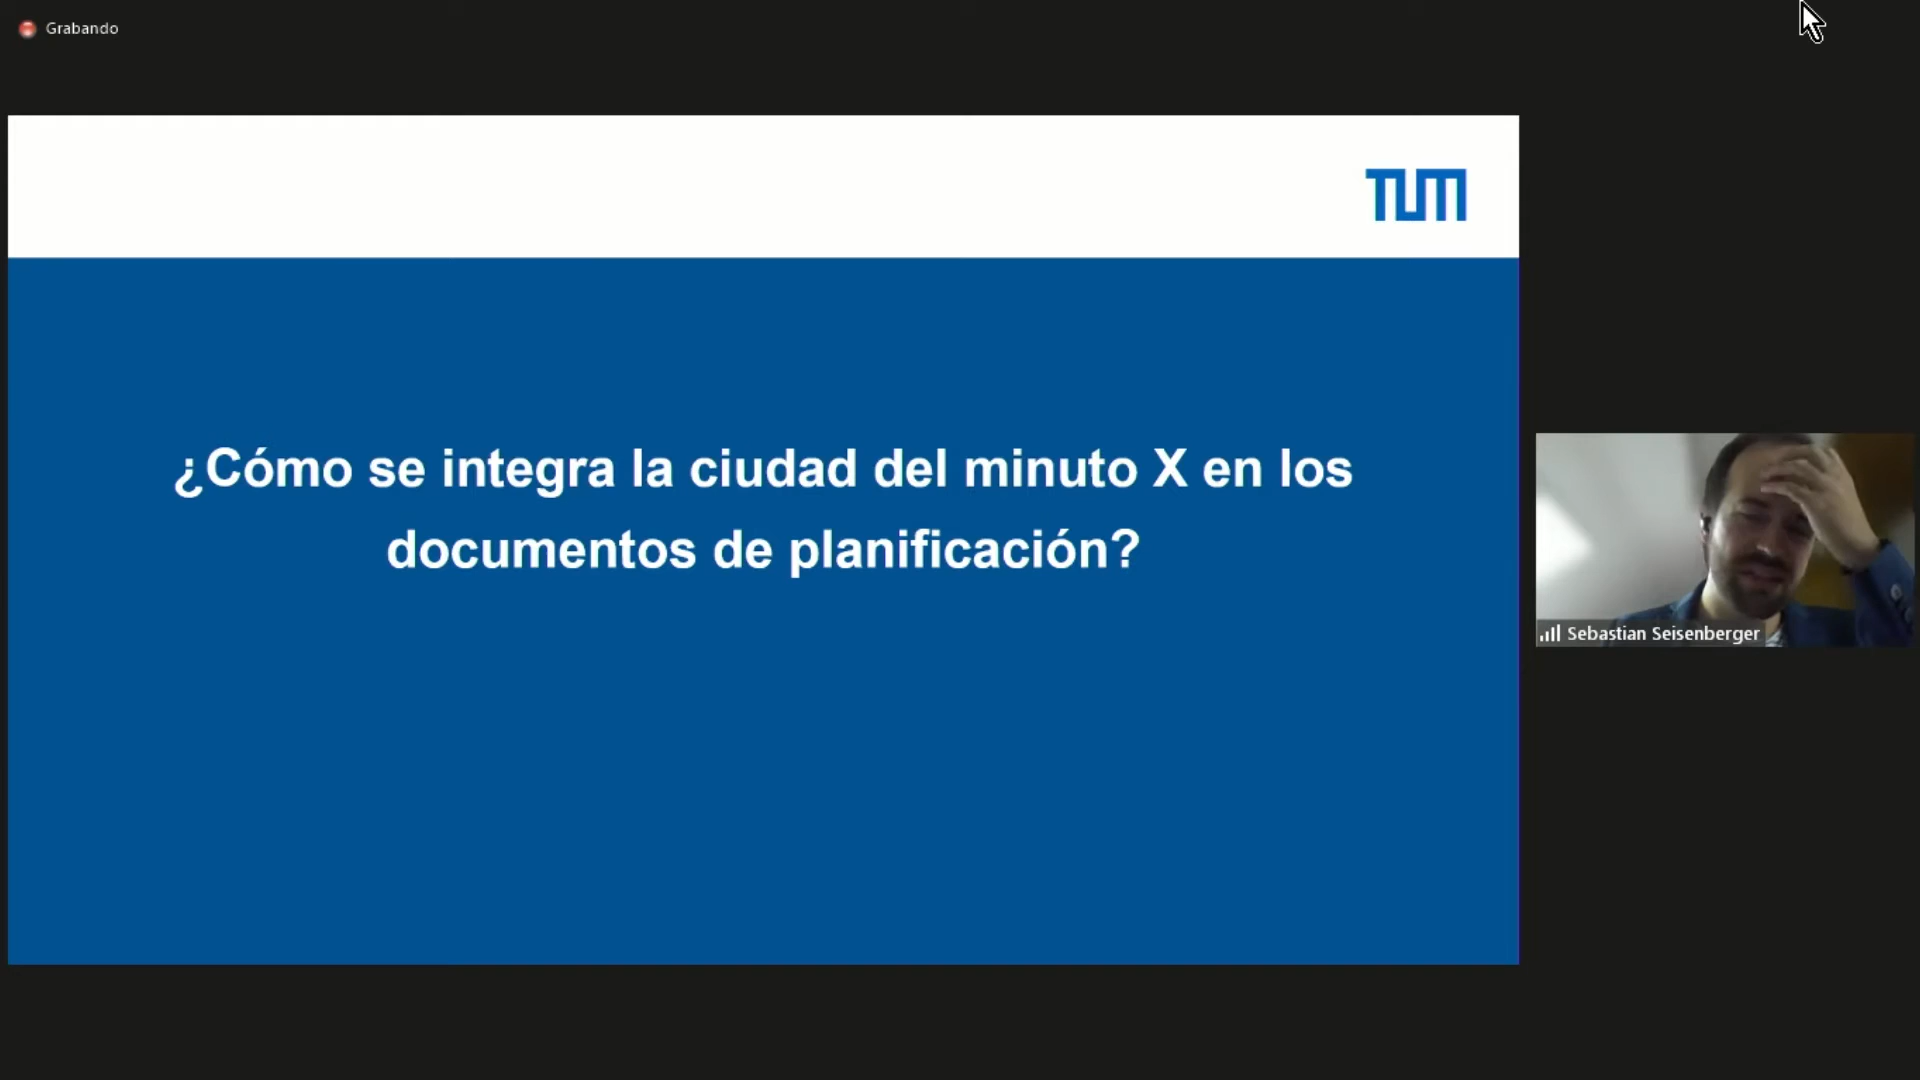 Grabando
TUM
¿Cómo se integra la ciudad del minuto X en los
documentos de planificación?
Sebastian Seisenberger